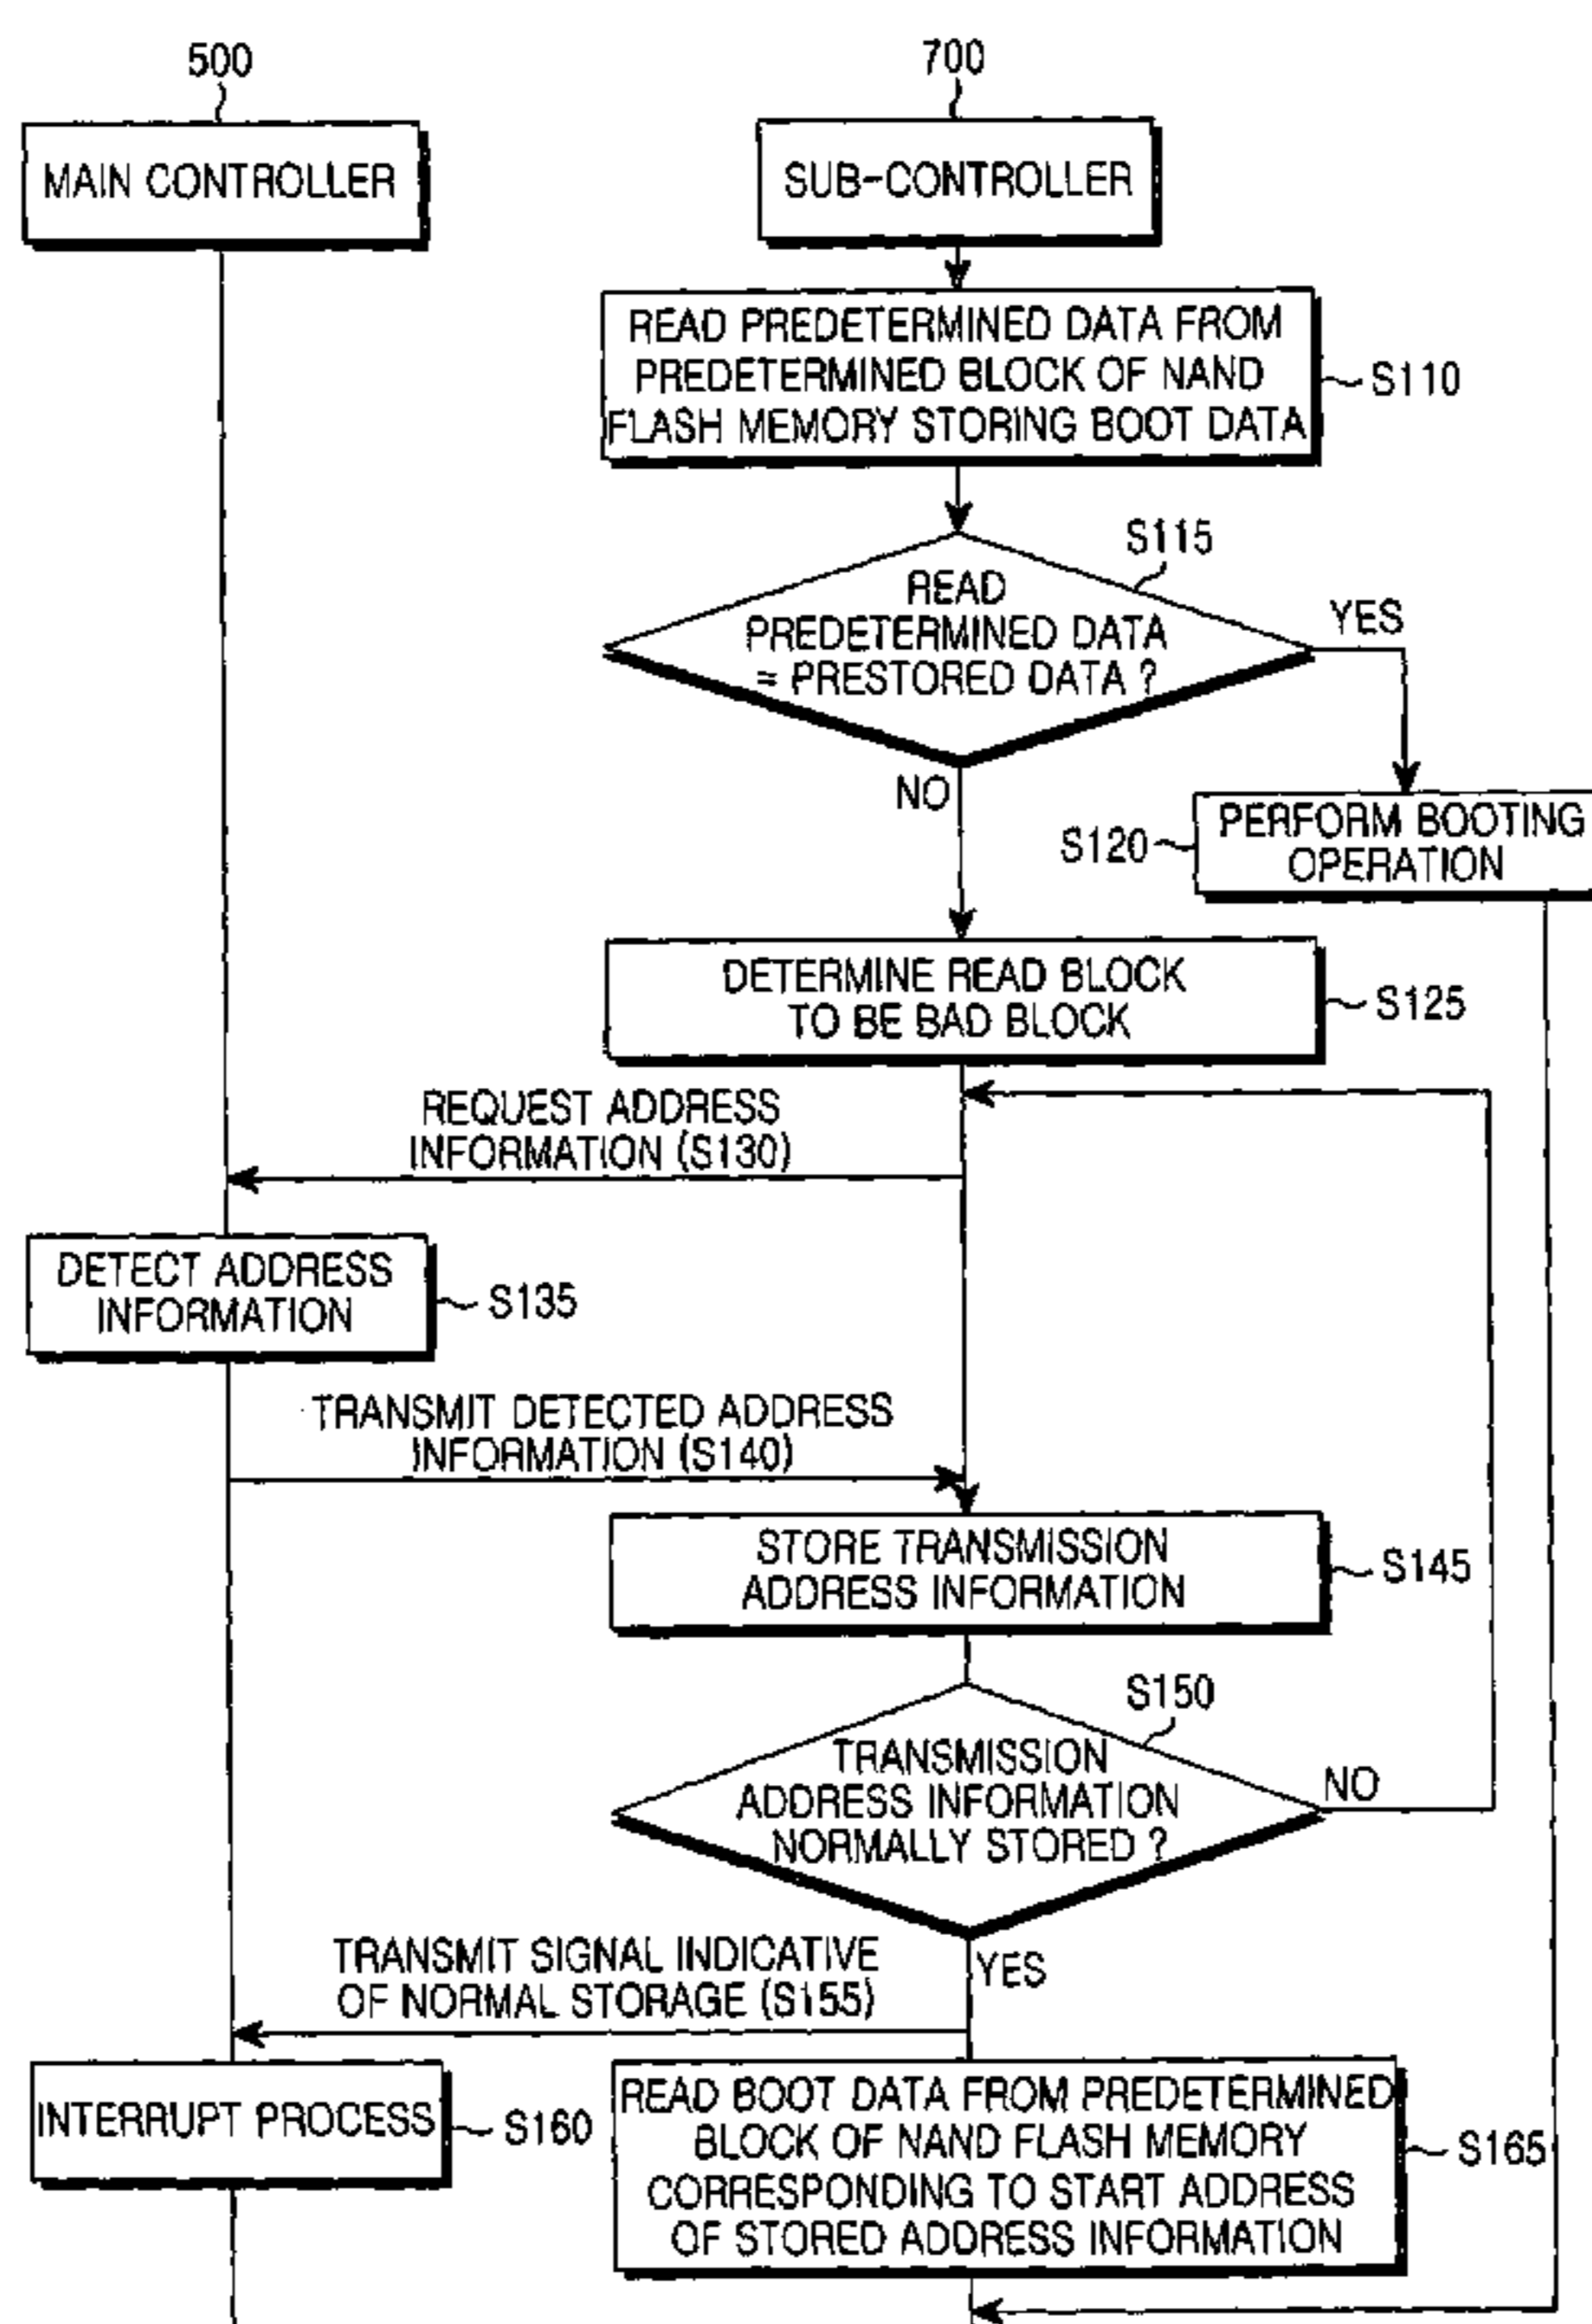 500
700
MAIN CONTROLLER
SUB-CONTROLLER
READ PREDETERMINED DATA FROM
PREDETERMINED BLOCK OF NAND
FLASH MEMORY STORING BOOT DATA
S110
S115
READ
PREDETERMINED DATA
= PRESTORED DATA ?
YES
NO
S120
PERFORM BOOTING
OPERATION
DETERMINE READ BLOCK
TO BE BAD BLOCK
S125
REQUEST ADDRESS
INFORMATION (S130)
DETECT ADDRESS
INFORMATION
S135
TRANSMIT DETECTED ADDRESS
INFORMATION (S140)
STORE TRANSMISSION
ADDRESS INFORMATION
S145
S150
TRANSMISSION
ADDRESS INFORMATION
NORMALLY STORED ?
NO
YES
TRANSMIT SIGNAL INDICATIVE
OF NORMAL STORAGE (S155)
INTERRUPT PROCESS
S160
READ BOOT DATA FROM PREDETERMINED
BLOCK OF NAND FLASH MEMORY
CORRESPONDING TO START ADDRESS
OF STORED ADDRESS INFORMATION
S165